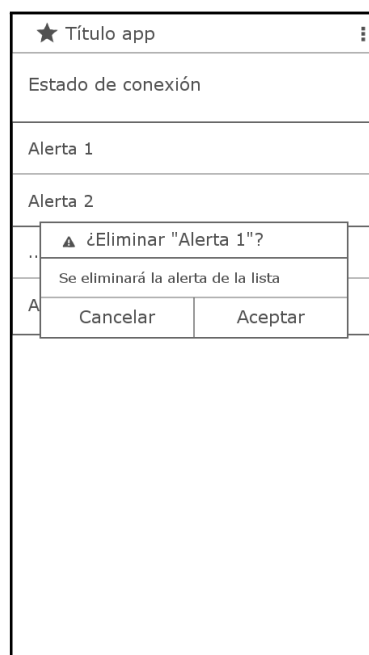 Título app
Estado de conexión
Alerta 1
Alerta 2
¿Eliminar "Alerta 1"?
..
Se eliminará la alerta de la lista
A
Cancelar Aceptar